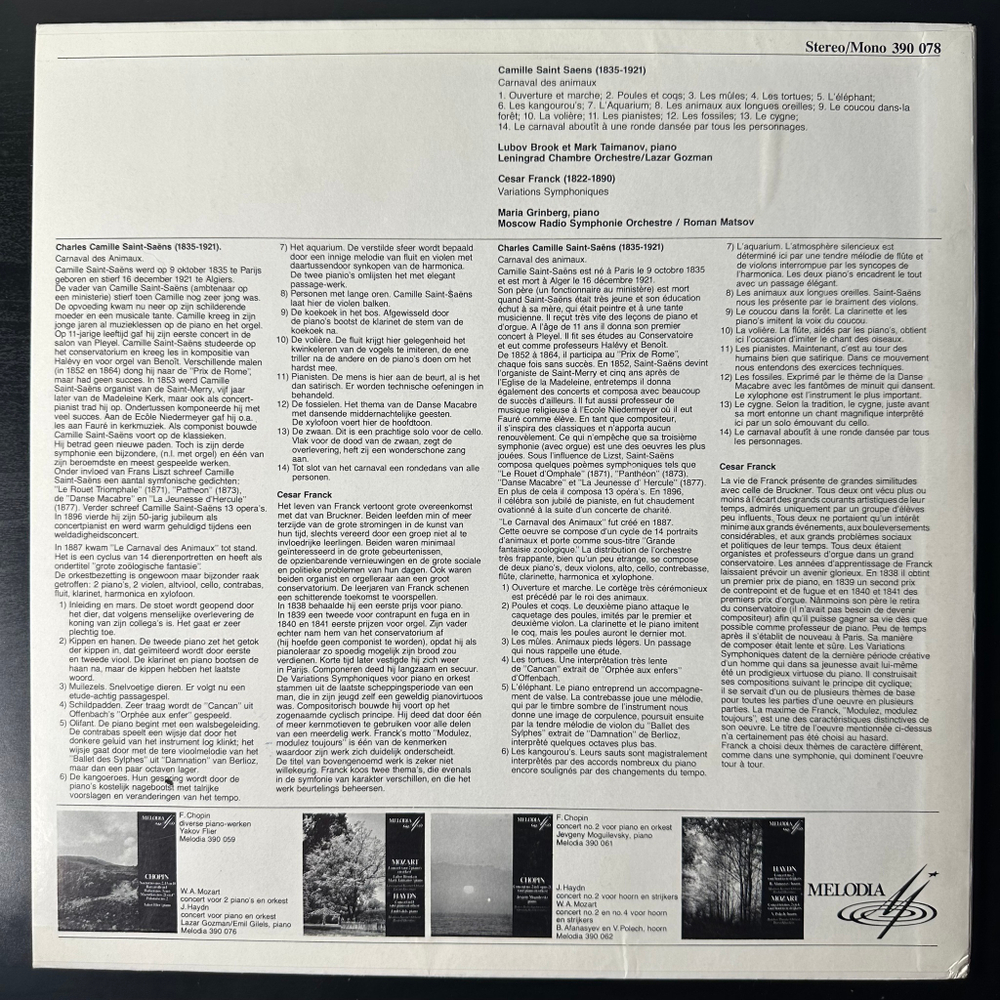 Stereo/Mono 390 078
Camille Saint Saens (1835-1921)
Carnaval des animaux
1. Ouverture et marche; 2. Poules et coqs; 3. Les mûles; 4. Les tortues; 5. L'éléphant;
6. Les kangourou's; 7. L'Aquarium; 8. Les animaux aux longues oreilles; 9. Le coucou dans-la
forêt; 10. La volière; 11. Les pianistes; 12. Les fossiles; 13. Le cygne;
14. Le carnaval aboutît à une ronde dansée par tous les personnages.
Lubov Brook et Mark Taimanov, piano
Leningrad Chambre Orchestre/Lazar Gozman
Cesar Franck (1822-1890)
Variations Symphoniques
Maria Grinberg, piano
Moscow Radio Symphonie Orchestre / Roman Matsov
Charles Camille Saint-Saëns (1835-1921).
Carnaval des Animaux.
Camille Saint-Saëns werd op 9 oktober 1835 te Parijs
geboren en stierf 16 december 1921 te Algiers.
De vader van Camille Saint-Saëns (ambtenaar op
een ministerie) stierf toen Camille nog zeer jong was.
De opvoeding kwam nu neer op zijn schilderende
moeder en een musicale tante. Camille kreeg in zijn
jonge jaren al muzieklessen op de piano en het orgel.
Op 11-jarige leeftijd gaf hij zijn eerste concert in de
salon van Pleyel. Camille Saint-Saëns studeerde op
het conservatorium en kreeg les in compositie van
Halévy en voor orgel van Benoît. Verschillende malen
(in 1852 en 1864) dong hij naar de "Prix de Rome",
maar had geen succes. In 1853 werd Camille
Saint-Saëns organist van de Saint-Merry, vijf jaar
later van de Madeleine Kerk, maar ook als concert-
pianist trad hij op. Ondertussen komponeerde hij met
veel succes. Aan de Ecôle Niedermeyer gaf hij o.a.
les aan Fauré in kerkmuziek. Als componist bouwde
Camille Saint-Saëns voort op de klassieken.
Hij betrad geen nieuwe paden. Toch is zijn derde
symphonie een bijzondere, (n.l. met orgel) en één van
zijn beroemdste en meest gespeelde werken.
Onder invloed van Frans Liszt schreef Camille
Saint-Saëns een aantal symfonische gedichten:
"Le Rouet Triomphale" (1871), "Patheon" (1873),
de "Danse Macabre" en "La Jeunesse d'Hercule"
(1877). Verder schreef Camille Saint-Saëns 13 opera's.
In 1896 vierde hij zijn 50-jarig jubileum als
concertpianist en werd warm gehuldigd tijdens een
weldadigheidsconcert.
In 1887 kwam "Le Carnaval des Animaux" tot stand.
Het is een cyclus van 14 dierenportretten en heeft als
ondertitel "grote zoölogische fantasie".
De orkestbezetting is ongewoon maar bijzonder raak
getroffen: 2 piano's, 2 violen, altviool, cello, contrabas,
fluit, klarinet, harmonica en xylofoon.
1) Inleiding en mars. De stoet wordt geopend door
het dier, dat volgens menselijke overlevering de
koning van zijn collega's is. Het gaat er zeer
plechtig toe.
2) Kippen en hanen. De tweede piano zet het getok
der kippen in, dat geïmiteerd wordt door eerste
en tweede viool. De klarinet en piano bootsen de
haan na, maar de kippen hebben het laatste
woord.
3) Muilezels. Snelvoetige dieren. Er volgt nu een
etude-achtig passagespel.
4) Schildpadden. Zeer traag wordt de "Cancan" uit
Offenbach's "Orphée aux enfer" gespeeld.
5) Olifant. De piano begint met een walsbegeleiding.
De contrabas speelt een wijsje dat door het
donkere geluid van het instrument log klinkt; het
wijsje gaat door met de tere vioolmelodie van het
"Ballet des Sylphes" uit "Damnation" van Berlioz,
maar dan een paar octaven lager.
6) De kangoeroes. Hun gespring wordt door de
piano's kostelijk nagebootst met talrijke
voorslagen en veranderingen van het tempo.
7) Het aquarium. De verstilde sfeer wordt bepaald
door een innige melodie van fluit en violen met
daartussendoor synkopen van de harmonica.
De twee piano's omlijsten het met elegant
passage-werk.
8) Personen met lange oren. Camille Saint-Saëns
laat hier de violen balken.
9) De koekoek in het bos. Afgewisseld door
de piano's bootst de klarinet de stem van de
koekoek na.
10) De volière. De fluit krijgt hier gelegenheid het
kwinkeleren van de vogels te imiteren, de ene
triller na de andere en de piano's doen om het
hardst mee.
11) Pianisten. De mens is hier aan de beurt, al is het
dan satirisch. Er worden technische oefeningen in
behandeld.
12) De fossielen. Het thema van de Danse Macabre
met dansende middernachtelijke geesten.
De xylofoon voert hier de hoofdtoon.
13) De zwaan. Dit is een prachtige solo voor de cello.
Vlak voor de dood van de zwaan, zegt de
overlevering, heft zij een wonderschone zang
aan.
14) Tot slot van het carnaval een rondedans van alle
personen.
Cesar Franck
Het leven van Franck vertoont grote overeenkomst
met dat van Bruckner. Beiden leefden min of meer
terzijde van de grote stromingen in de kunst van
hun tijd, slechts vereerd door een groep niet al te
invloedrijke leerlingen. Beiden waren minimaal
geïnteresseerd in de grote gebeurtenissen,
de opzienbarende vernieuwingen en de grote sociale
en politieke problemen van hun dagen. Ook waren
beiden organist en orgelleraar aan een groot
conservatorium. De leerjaren van Franck schenen
een schitterende toekomst te voorspellen.
In 1838 behaalde hij een eerste prijs voor piano.
In 1839 een tweede voor contrapunt en fuga en in
1840 en 1841 eerste prijzen voor orgel. Zijn vader
echter nam hem van het conservatorium af
(hij hoefde geen componist te worden), opdat hij als
pianoleraar zo spoedig mogelijk zijn brood zou
verdienen. Korte tijd later vestigde hij zich weer
in Parijs. Componeren deed hij langzaam en secuur.
De Variations Symphoniques voor piano en orkest
stammen uit de laatste scheppingsperiode van een
man, die in zijn jeugd zelf een geweldig pianovirtuoos
was. Compositorisch bouwde hij voort op het
zogenaamde cyclisch principe. Hij deed dat door één
of meer kernmotieven te gebruiken voor alle delen
van een meerdelig werk. Franck's motto "Modulez,
modulez toujours" is één van de kenmerken
waardoor zijn werk zich duidelijk onderscheidt.
De titel van bovengenoemd werk is zeker niet
willekeurig. Franck koos twee thema's, die evenals
in de symfonie van karakter verschillen, en die het
werk beurtelings beheersen.
Charles Camille Saint-Saëns (1835-1921)
Carnaval des animaux.
Camille Saint-Saëns est né à Paris le 9 octobre 1835
et est mort à Alger le 16 décembre 1921.
Son père (un fonctionnaire au ministère) est mort
quand Saint-Saëns était très jeune et son éducation
échut à sa mère, qui était peintre et à une tante
musicienne. Il reçut très vite des leçons de piano et
d'orgue. A l'âge de 11 ans il donna son premier
concert à Pleyel. Il fit ses études au Conservatoire
et eut comme professeurs Halévy et Benoît.
De 1852 à 1864, il participa au "Prix de Rome",
chaque fois sans succès. En 1852, Saint-Saëns devint
l'organiste de Saint-Merry et cinq ans après de
l'Eglise de la Madeleine, entretemps il donna
également des concerts et composa avec beaucoup
de succès d'ailleurs. Il fut aussi professeur de
musique religieuse à l'Ecole Niedermeyer où il eut
Fauré comme élève. En tant que compositeur,
il s'inspira des classiques et n'apporta aucun
renouvèlement. Ce qui n'empêche que sa troisième
symphonie (avec orgue) est une des oeuvres les plus
jouées. Sous l'influence de Lizst, Saint-Saëns
composa quelques poèmes symphoniques tels que
"Le Rouet d'Omphale" (1871), "Panthéon" (1873).
"Danse Macabre" et "La Jeunesse d' Hercule" (1877).
En plus de cela il composa 13 opéra's. En 1896,
il célébra son jubilé de pianiste, en fut chaudement
ovationné à la suite d'un concerte de charité.
"Le Carnaval des Animaux" fut créé en 1887.
Cette oeuvre se compose d'un cycle de 14 portraits
d'animaux et porte comme sous-titre "Grande
fantaisie zoologique". La distribution de l'orchestre
très frappante, bien qu'un peu étrange, se compose
de deux piano's, deux violons, alto, cello, contrebasse,
flûte, clarinette, harmonica et xylophone.
1) Ouverture et marche. Le cortège très cérémonieux
est précédé par le roi des animaux.
2) Poules et coqs. Le deuxième piano attaque le
caquetage des poules, imités par le premier et
deuxième violon. La clarinette et le piano imitent
le coq, mais les poules auront le dernier mot.
3) Les mûles. Animaux pieds légers. Un passage
qui nous rappelle une étude.
4) Les tortues. Une interprètation très lente
de "Cancan" extrait de "Orphée aux enfers"
d'Offenbach.
5) L'éléphant. Le piano entreprend un accompagne-
ment de valse. La contrebasse joue une mélodie,
qui par le timbre sombre de l'instrument nous
donne une image de corpulence, poursuit ensuite
par la tendre mélodie de violon du "Ballet des
Sylphes" extrait de "Damnation" de Berlioz,
interprété quelques octaves plus bas.
6) Les kangourou's. Leurs sauts sont magistralement
interprètés par des accords nombreux du piano
encore soulignés par des changements du tempo.
7) L'aquarium. L'atmosphère silencieux est
déterminé ici par une tendre mélodie de flûte et
de violons interrompue par les syncopes de
l'harmonica. Les deux piano's encadrent le tout
avec un passage élégant.
8) Les animaux aux longues oreilles. Saint-Saëns
nous les présente par le braiment des violons.
9) Le coucou dans la forêt. La clarinette et les
piano's imitent la voix du coucou.
10) La volière. La flûte, aidés par les piano's, obtient
ici l'occasion d'imiter le chant des oiseaux.
11) Les pianistes. Maintenant, c'est au tour des
humains bien que satirique. Dans ce mouvement
nous entendons des exercices techniques.
12) Les fossiles. Exprimé par le thème de la Danse
Macabre avec les fantômes de minuit qui dansent.
Le xylophone est l'instrument le plus important.
13) Le cygne. Selon la tradition, le cygne, juste avant
sa mort entonne un chant magnifique interprêté
ici par un solo émouvant du cello.
14) Le carnaval aboutît à une ronde dansée par tous
les personnages.
Cesar Franck
La vie de Franck présente de grandes similitudes
avec celle de Bruckner. Tous deux ont vécu plus ou
moins à l'écart des grands courants artistiques de leur
temps, admirés uniquement par un groupe d'élèves
peu influents. Tous deux ne portaient qu'un intérêt
minime aux grands événements, aux bouleversements
considérables, et aux grands problèmes sociaux
et politiques de leur temps. Tous deux étaient
organistes et professeurs d'orgue dans un grand
conservatoire. Les années d'apprentissage de Franck
laissaient prévoir un avenir glorieux. En 1838 il obtint
un premier prix de piano, en 1839 un second prix
de contrepoint et de fugue et en 1840 et 1841 des
premiers prix d'orgue. Nànmoins son père le retira
du conservatoire (il n'avait pas besoin de devenir
compositeur) afin qu'il puisse gagner sa vie dès que
possible comme professeur de piano. Peu de temps
après il s'établit de nouveau à Paris. Sa manière
de composer était lente et sûre. Les Variations
Symphoniques datent de la dernière période créative
d'un homme qui dans sa jeunesse avait lui-même
été un prodigieux virtuose du piano. Il construisait
ses compositions suivant le principe dit cyclique;
il se servait d'un ou de plusieurs thèmes de base
pour toutes les parties d'une oeuvre en plusieurs
parties. La maxime de Franck, "Modulez, modulez
toujours", est une des caractéristiques distinctives de
son oeuvre. Le titre de l'oeuvre mentionnée ci-dessus
n'a certainement pas été choisi au hasard.
Franck a choisi deux thèmes de caractère différent,
comme dans une symphonie, qui dominent l'oeuvre
tour à tour.
MELODIA
CHOPIN
F. Chopin
diverse piano-werken
Yakov Flier
Melodia 390 059
W.A. Mozart
concert voor 2 piano's en orkest
J. Haydn
concert voor piano en orkest
Lazar Gozman/Emil Gilels, piano
Melodia 390 076
MELODIA
MOZART
HAYDN
MELODIA
CHOPIN
F. Chopin
concert no. 2 voor piano en orkest
Jevgeny Moguilevsky, piano
Melodia 390 061
J. Haydn
concert no. 2 voor hoorn en strijkers
W.A. Mozart
concert no. 2 en no. 4 voor hoorn
en strijkers
B. Afanasyev en V. Polech, hoorn
Melodia 390 062
MELODIA
HAYDN
MOZART
MELODIA